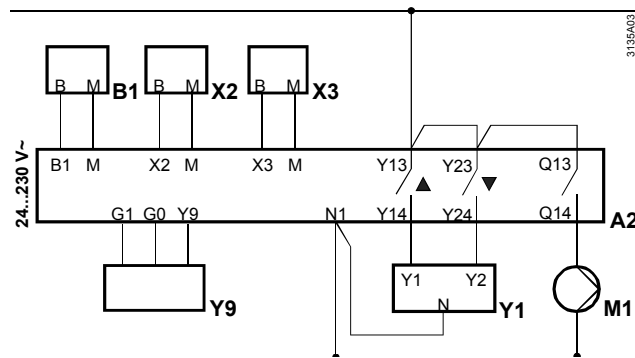 3135A03
B M B1
B M X2
B M X3
24...230 V~
B1 M X2 M X3 M Y13 Y23 Q13
G1 G0 Y9 N1 Y14 Y24 Q14
A2
Y9
Y1 Y2
N
Y1
M1